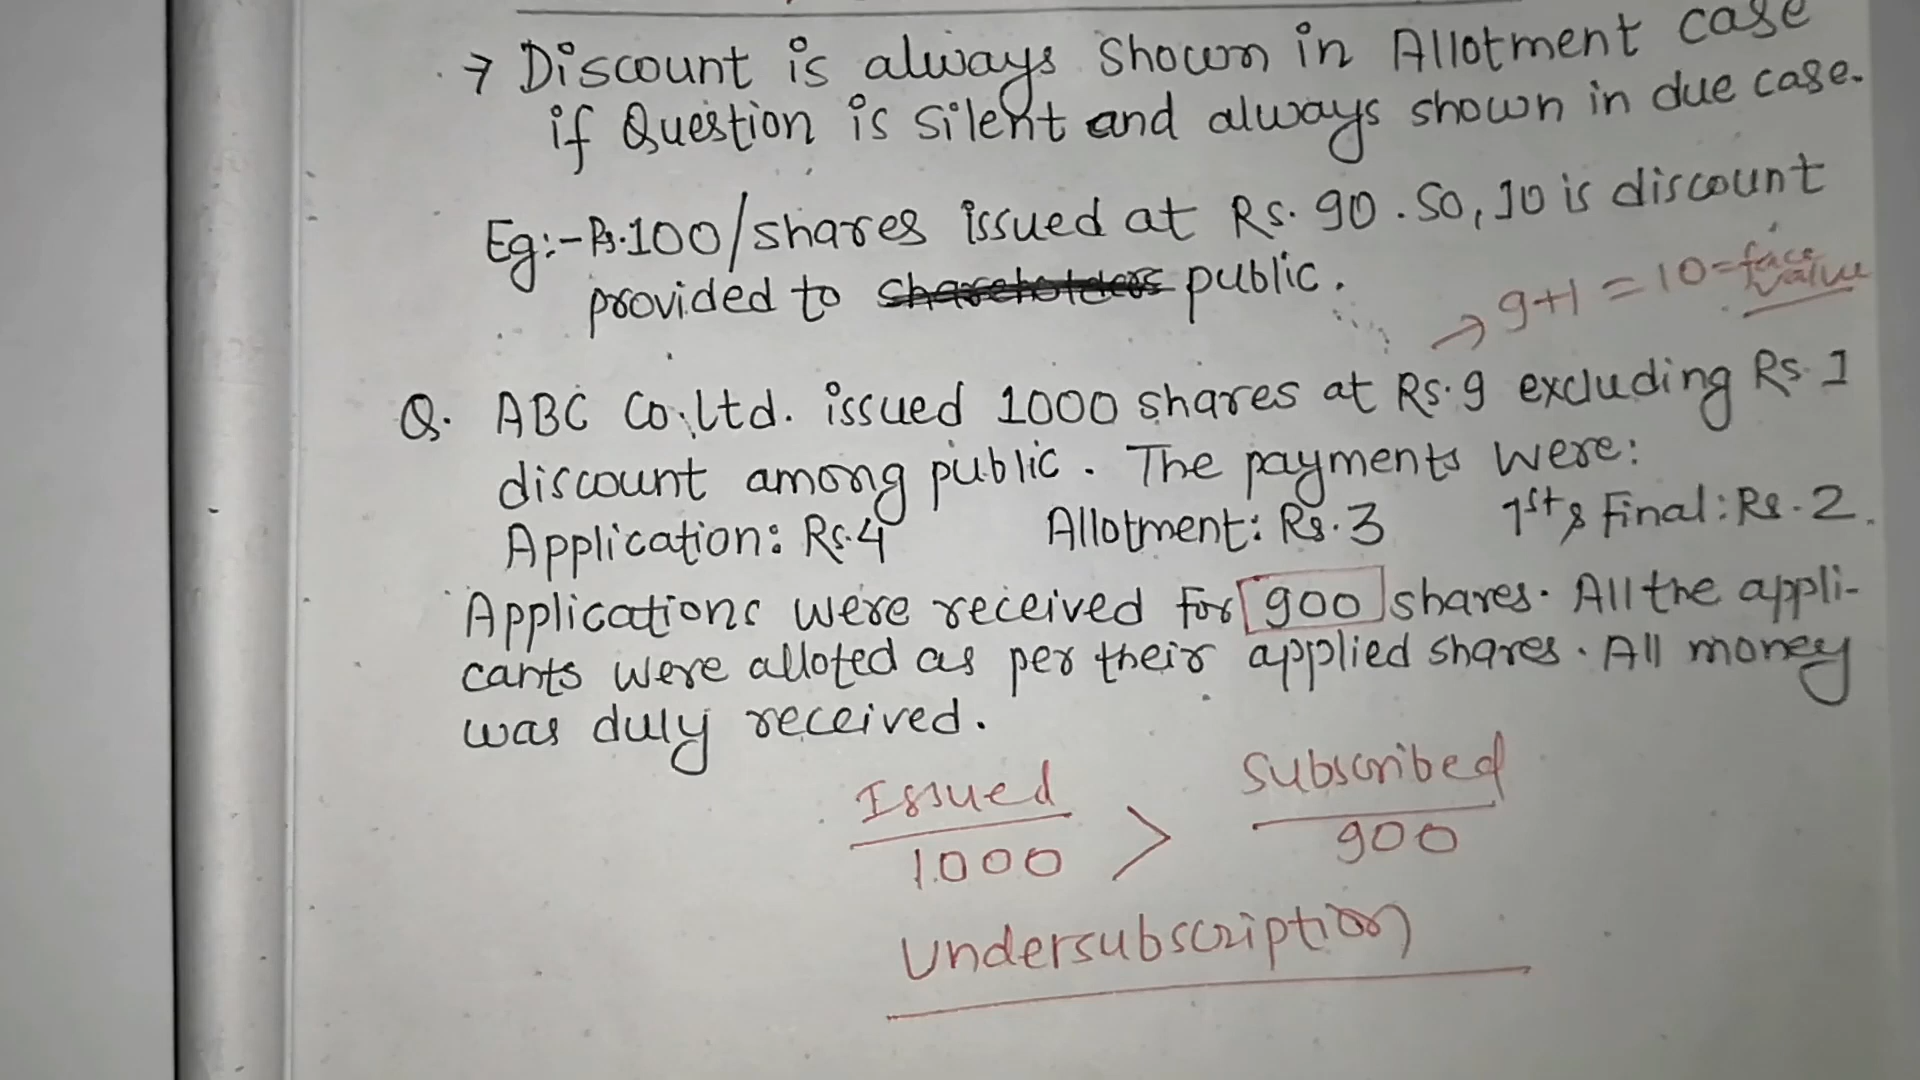 → Discount is always shown in Allotment case
if Question is silent and always shown in due case.
Eg:- Rs.100/shares issued at Rs. 90. So, 10 is discount
provided to shareholders public.
→ 9+1 = 10 = face value
Q. ABC Co. Ltd. issued 1000 shares at Rs. 9 excluding Rs. 1
discount among public. The payments were:
Application: Rs. 4 Allotment: Rs. 3 1st & Final: Rs. 2.
Applications were received for 900 shares. All the appli-
cants were alloted as per their applied shares. All money
was duly received.
Issued > Subscribed
1000 900
Undersubscription